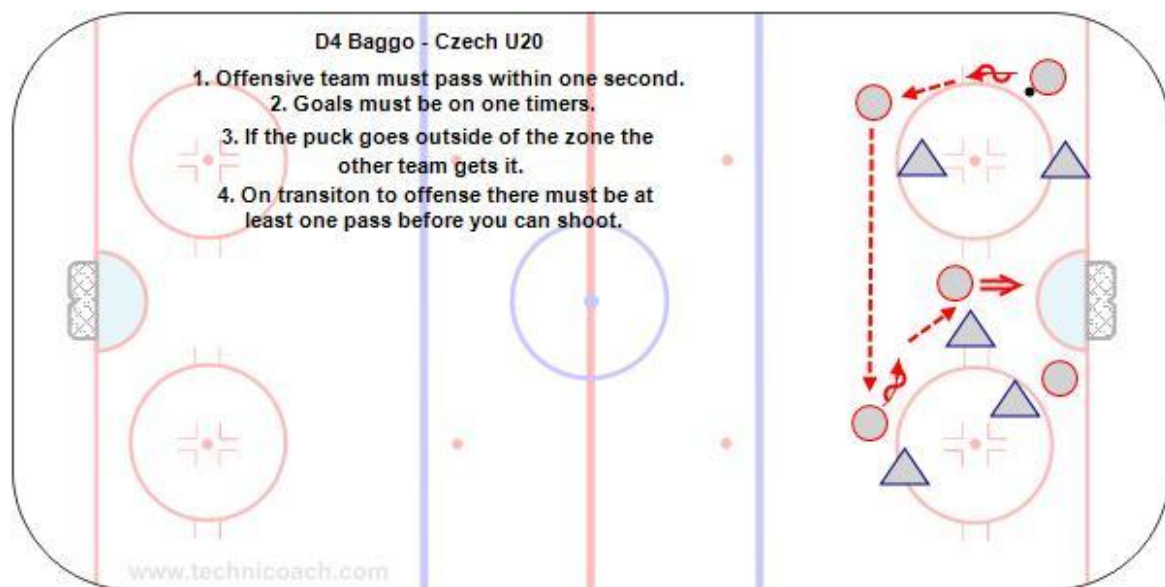 D4 Baggo - Czech U20
1. Offensive team must pass within one second.
2. Goals must be on one timers.
3. If the puck goes outside of the zone the
other team gets it.
4. On transiton to offense there must be at
least one pass before you can shoot.
www.technicoach.com